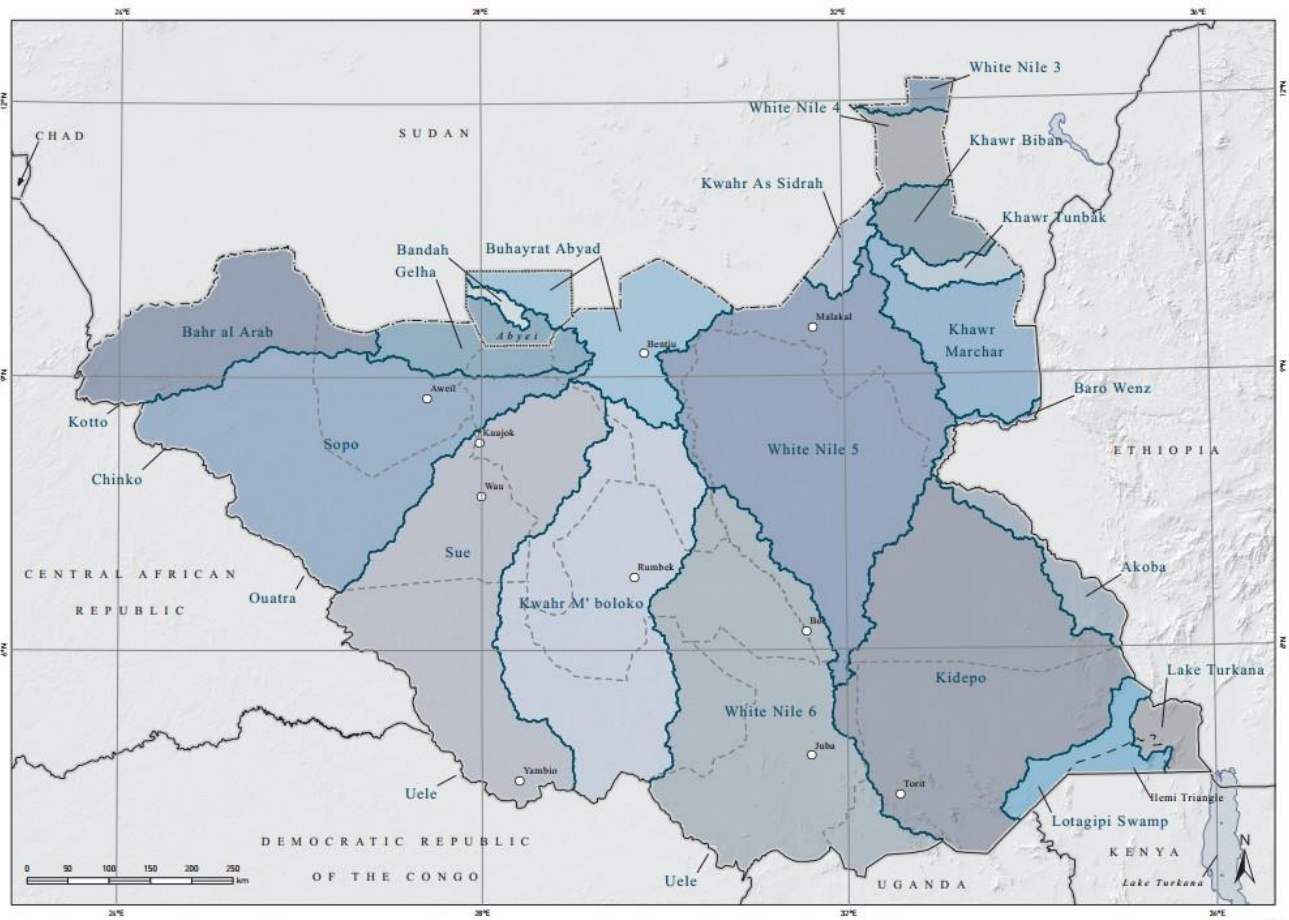 24°E
28°E
32°E
36°E
White Nile 3
12°N
12°N
White Nile 4
CHAD
SUDAN
Khawr Biban
Kwahr As Sidrah
Khawr Tunbak
Bandah
Buhayrat Abyad
Gelha
Bahr al Arab
Malakal
Abyei
Khawr
Marchar
Bentiu
9°N
9°N
Aweil
Baro Wenz
Kotto
Kuajok
Sopo
White Nile 5
ETHIOPIA
Chinko
Wau
Sue
Akoba
CENTRAL AFRICAN
REPUBLIC
Rumbek
Ouatra
Kwahr M' boloko
Bor
6°N
6°N
Kidepo
Lake Turkana
White Nile 6
Juba
Yambio
Uele
Torit
Ilemi Triangle
Lotagipi Swamp
DEMOCRATIC REPUBLIC
OF THE CONGO
KENYA
N
0 50 100 150 200 250
km
Uele
UGANDA
Lake Turkana
24°E
28°E
32°E
36°E